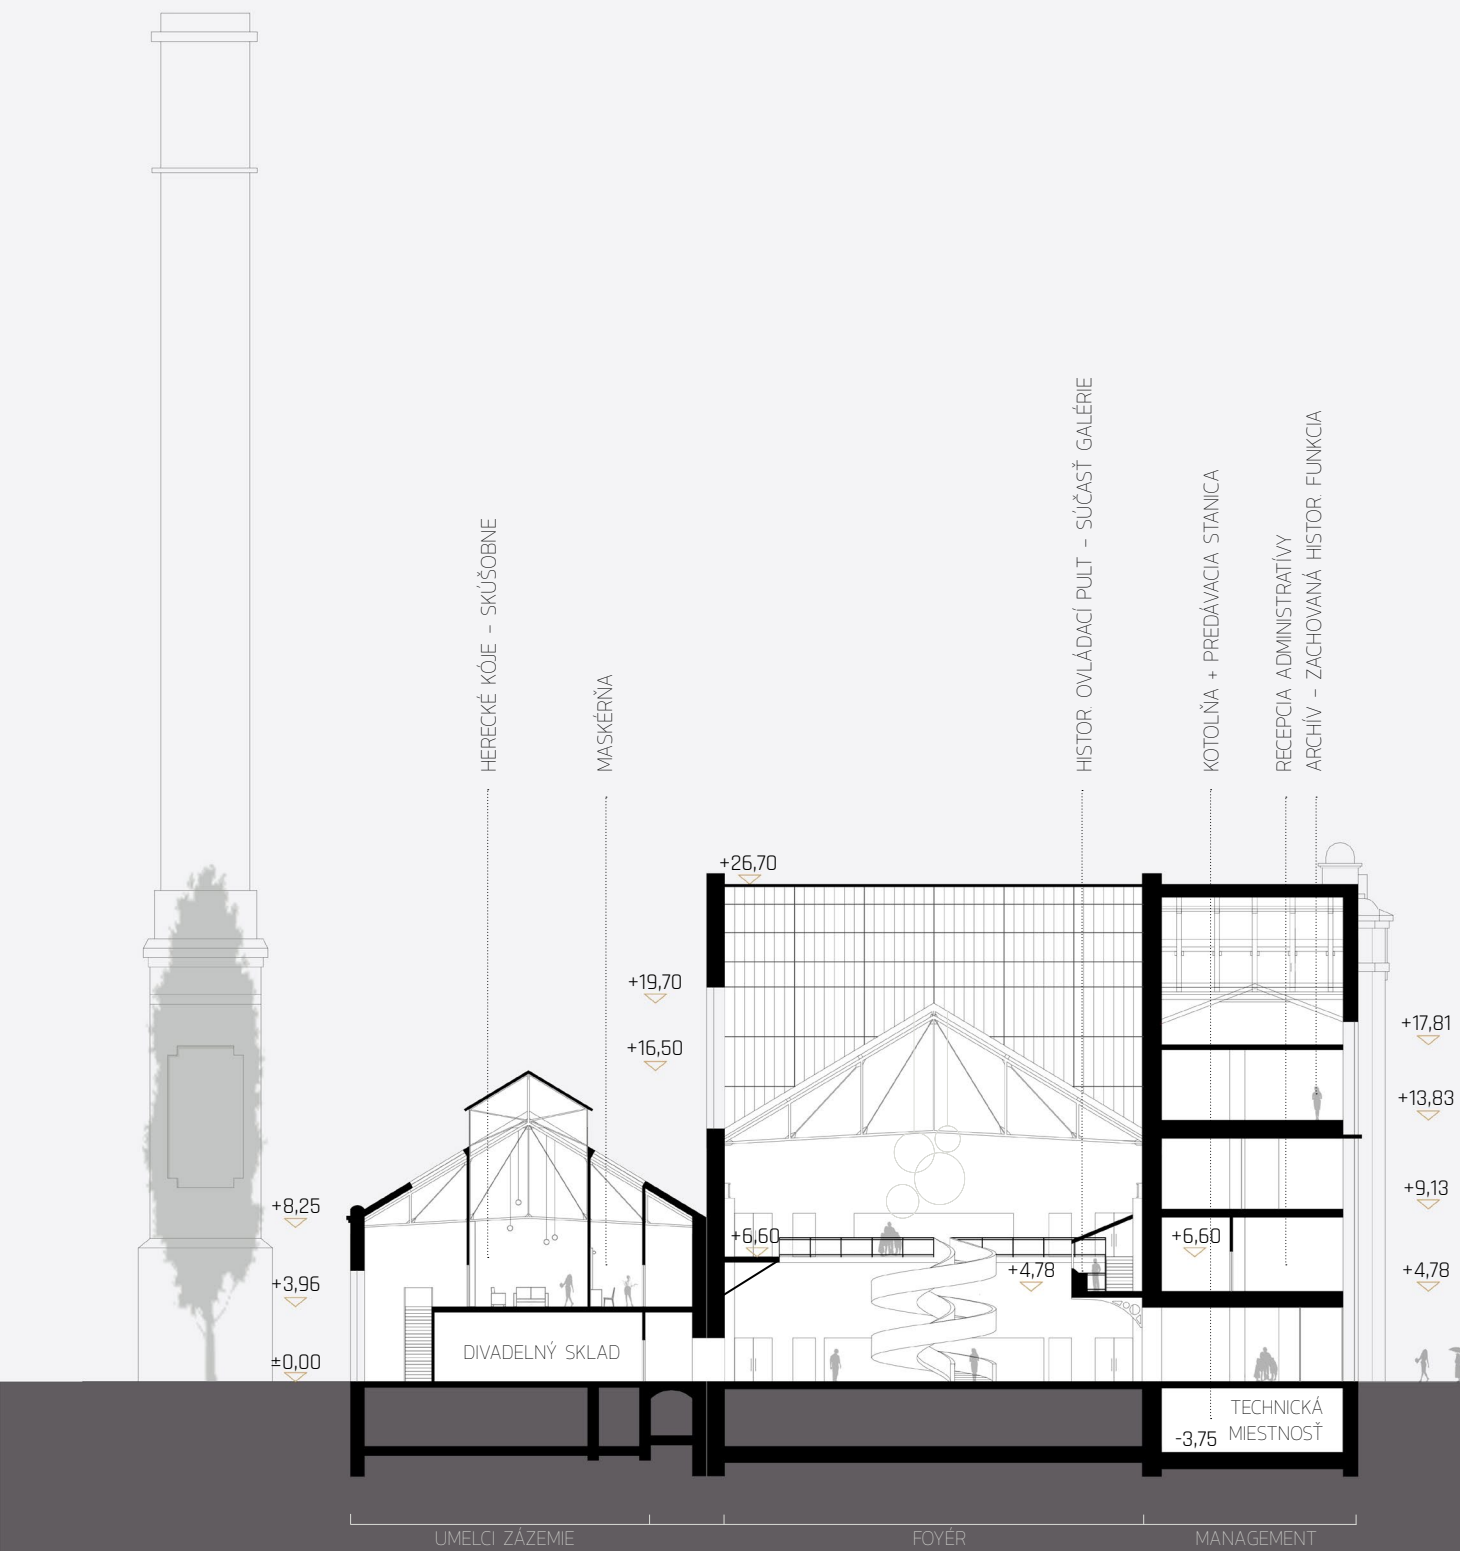 HERECKÉ KÓJE - SKÚŠOBNE
MASKÉRŇA
HISTOR. OVLÁDACÍ PULT - SÚČASŤ GALÉRIE
KOTOLŇA + PREDÁVACIA STANICA
RECEPCIA ADMINISTRATÍVY
ARCHÍV - ZACHOVANÁ HISTOR. FUNKCIA
+26,70
+19,70
+16,50
+17,81
+13,83
+8,25
+9,13
+6,60
+6,60
+3,96
+4,78
+4,78
±0,00
DIVADELNÝ SKLAD
TECHNICKÁ
MIESTNOSŤ
-3,75
UMELCI ZÁZEMIE
FOYÉR
MANAGEMENT